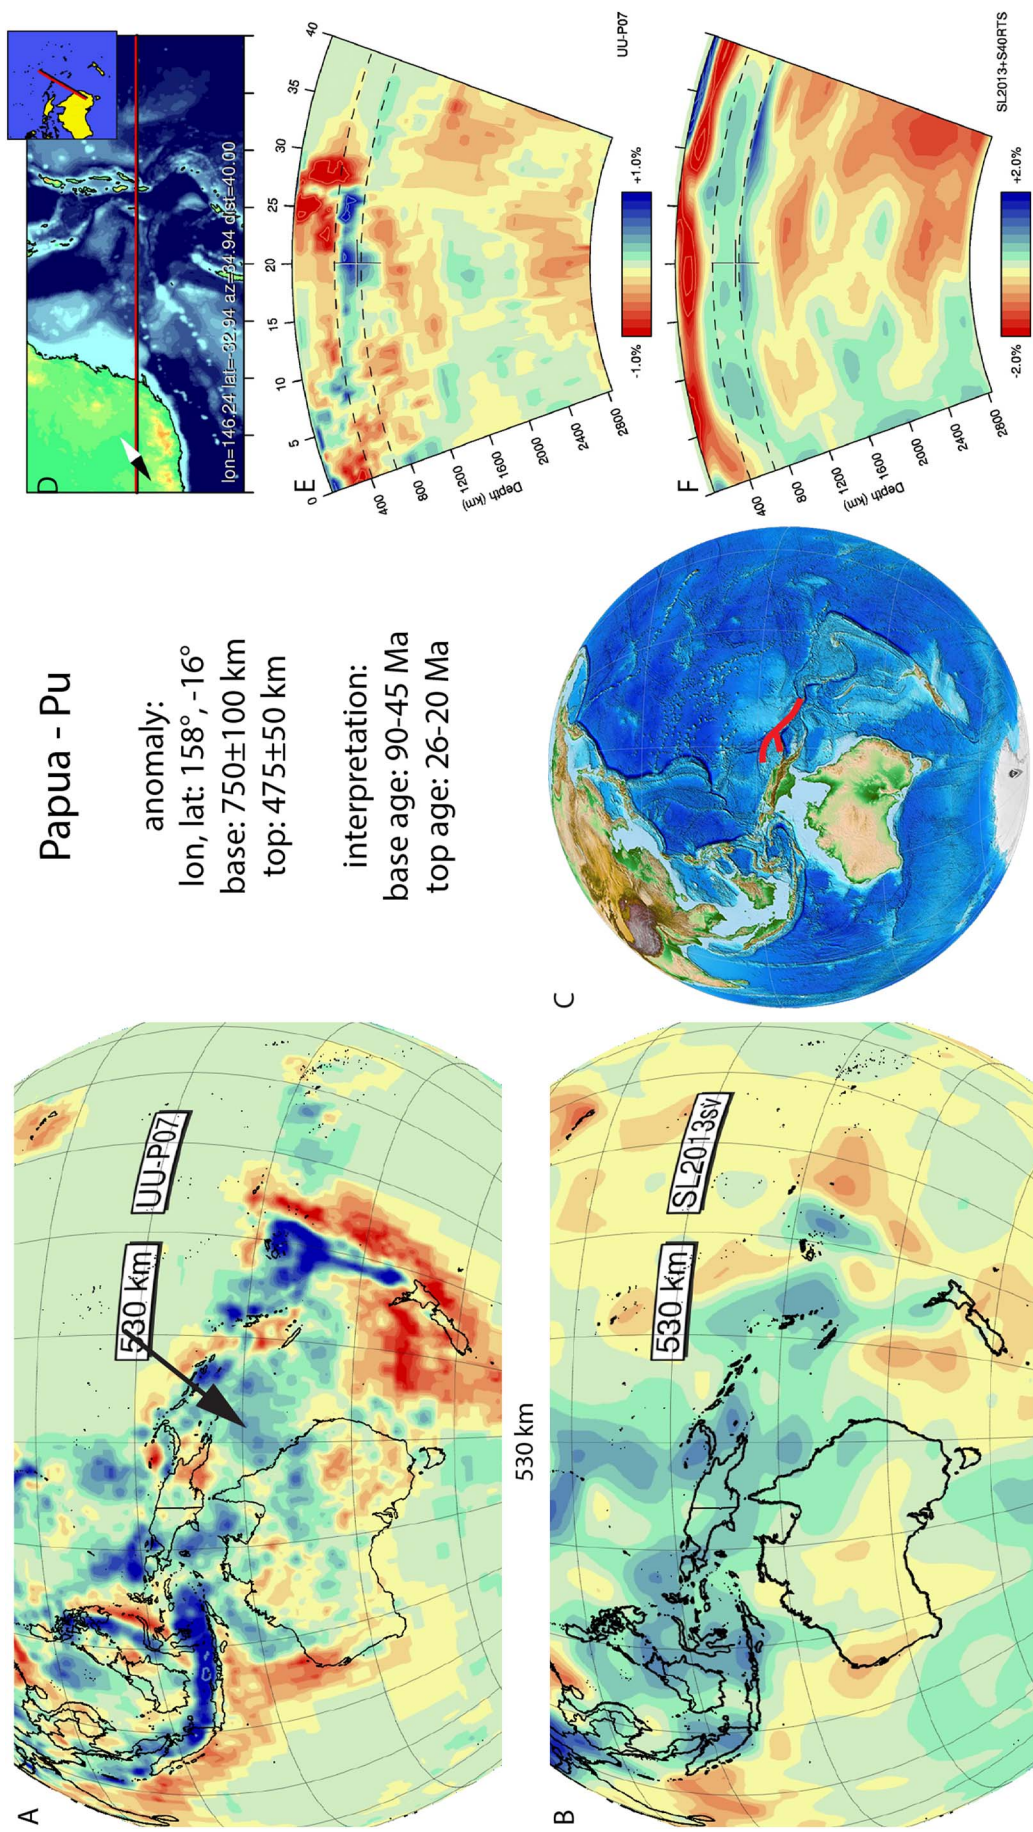 Papua - Pu
anomaly:
lon, lat: 158°, -16°
base: 750±100 km
top: 475±50 km
interpretation:
base age: 90-45 Ma
top age: 26-20 Ma
A
530 km
UU-P07
530 km
B
530 km
SL2013sv
C
D
lon=146.24 lat=-32.94 az=34.94 dist=40.00
E
0
5
10
15
20
25
30
35
40
400
800
1200
1600
2000
2400
2800
Depth (km)
-1.0%
+1.0%
UU-P07
F
400
800
1200
1600
2000
2400
2800
Depth (km)
-2.0%
+2.0%
SL2013+S40RTS